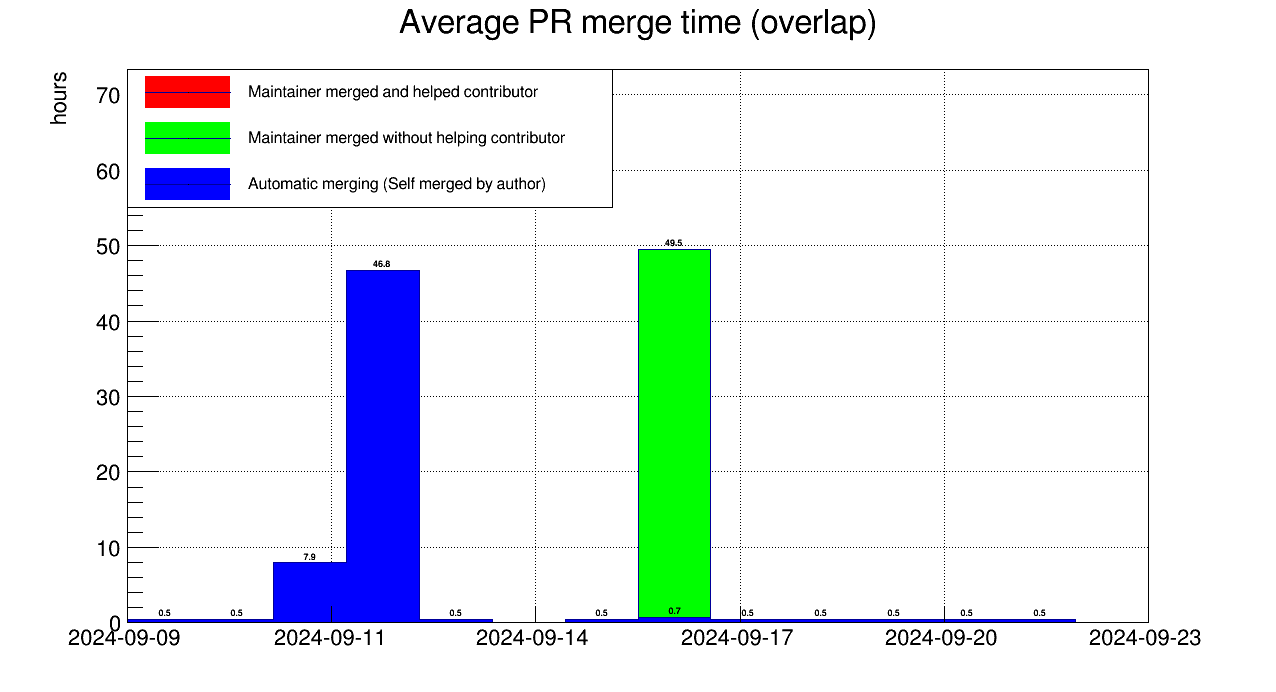 Average PR merge time (overlap)
hours
Maintainer merged and helped contributor
Maintainer merged without helping contributor
Automatic merging (Self merged by author)
70
60
50
40
30
20
10
0
49.5
46.8
7.9
0.5 0.5 0.5 0.5 0.7 0.5 0.5 0.5 0.5 0.5
2024-09-09 2024-09-11 2024-09-14 2024-09-17 2024-09-20 2024-09-23